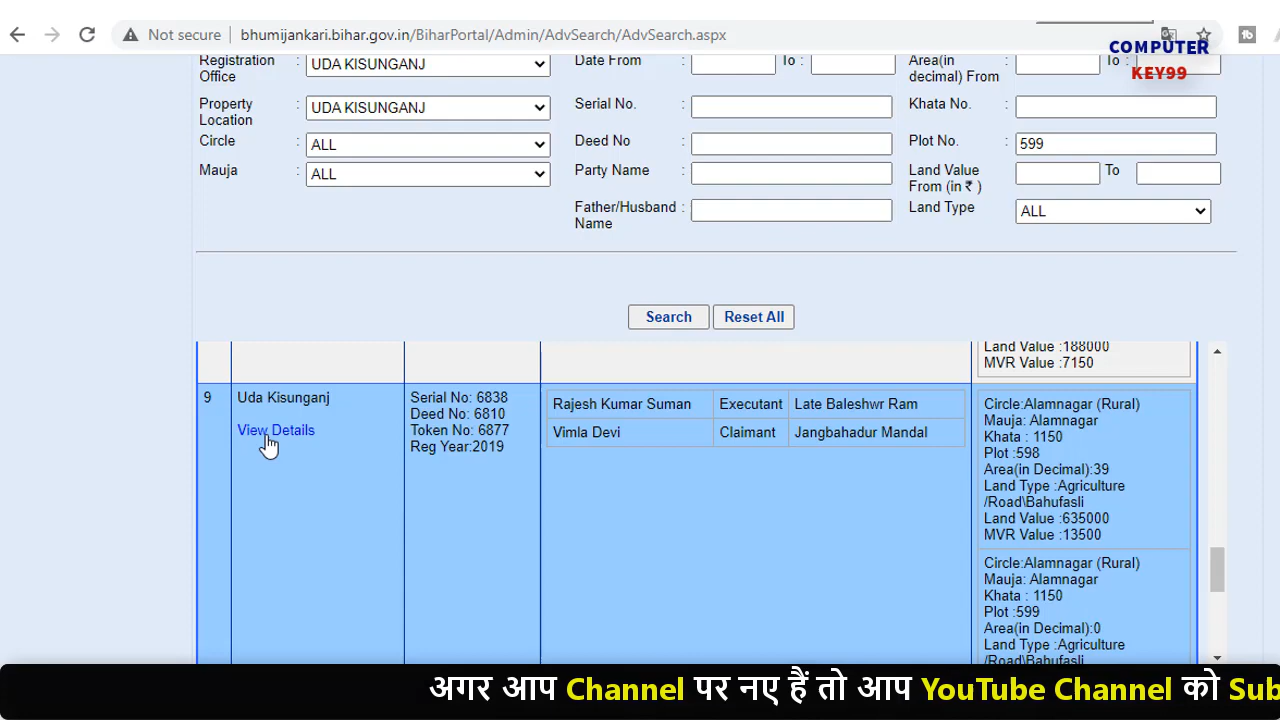 Not secure
bhumijankari.bihar.gov.in/BiharPortal/Admin/AdvSearch/AdvSearch.aspx
COMPUTER
KEY99
Registration Office : UDA KISUNGANJ
Date From : To :
Area(in decimal) From : To :
Property Location : UDA KISUNGANJ
Serial No. :
Khata No. :
Circle : ALL
Deed No :
Plot No. : 599
Mauja : ALL
Party Name :
Land Value From (in ₹ ) To
Father/Husband Name :
Land Type : ALL
Search
Reset All
Land Value :188000
MVR Value :7150
9
Uda Kisunganj
View Details
Serial No: 6838
Deed No: 6810
Token No: 6877
Reg Year:2019
Rajesh Kumar Suman Executant Late Baleshwr Ram
Vimla Devi Claimant Jangbahadur Mandal
Circle:Alamnagar (Rural)
Mauja: Alamnagar
Khata : 1150
Plot :598
Area(in Decimal):39
Land Type :Agriculture
/Road\Bahufasli
Land Value :635000
MVR Value :13500
Circle:Alamnagar (Rural)
Mauja: Alamnagar
Khata : 1150
Plot :599
Area(in Decimal):0
Land Type :Agriculture
/Road\Bahufasli
अगर आप Channel पर नए हैं तो आप YouTube Channel को Sub